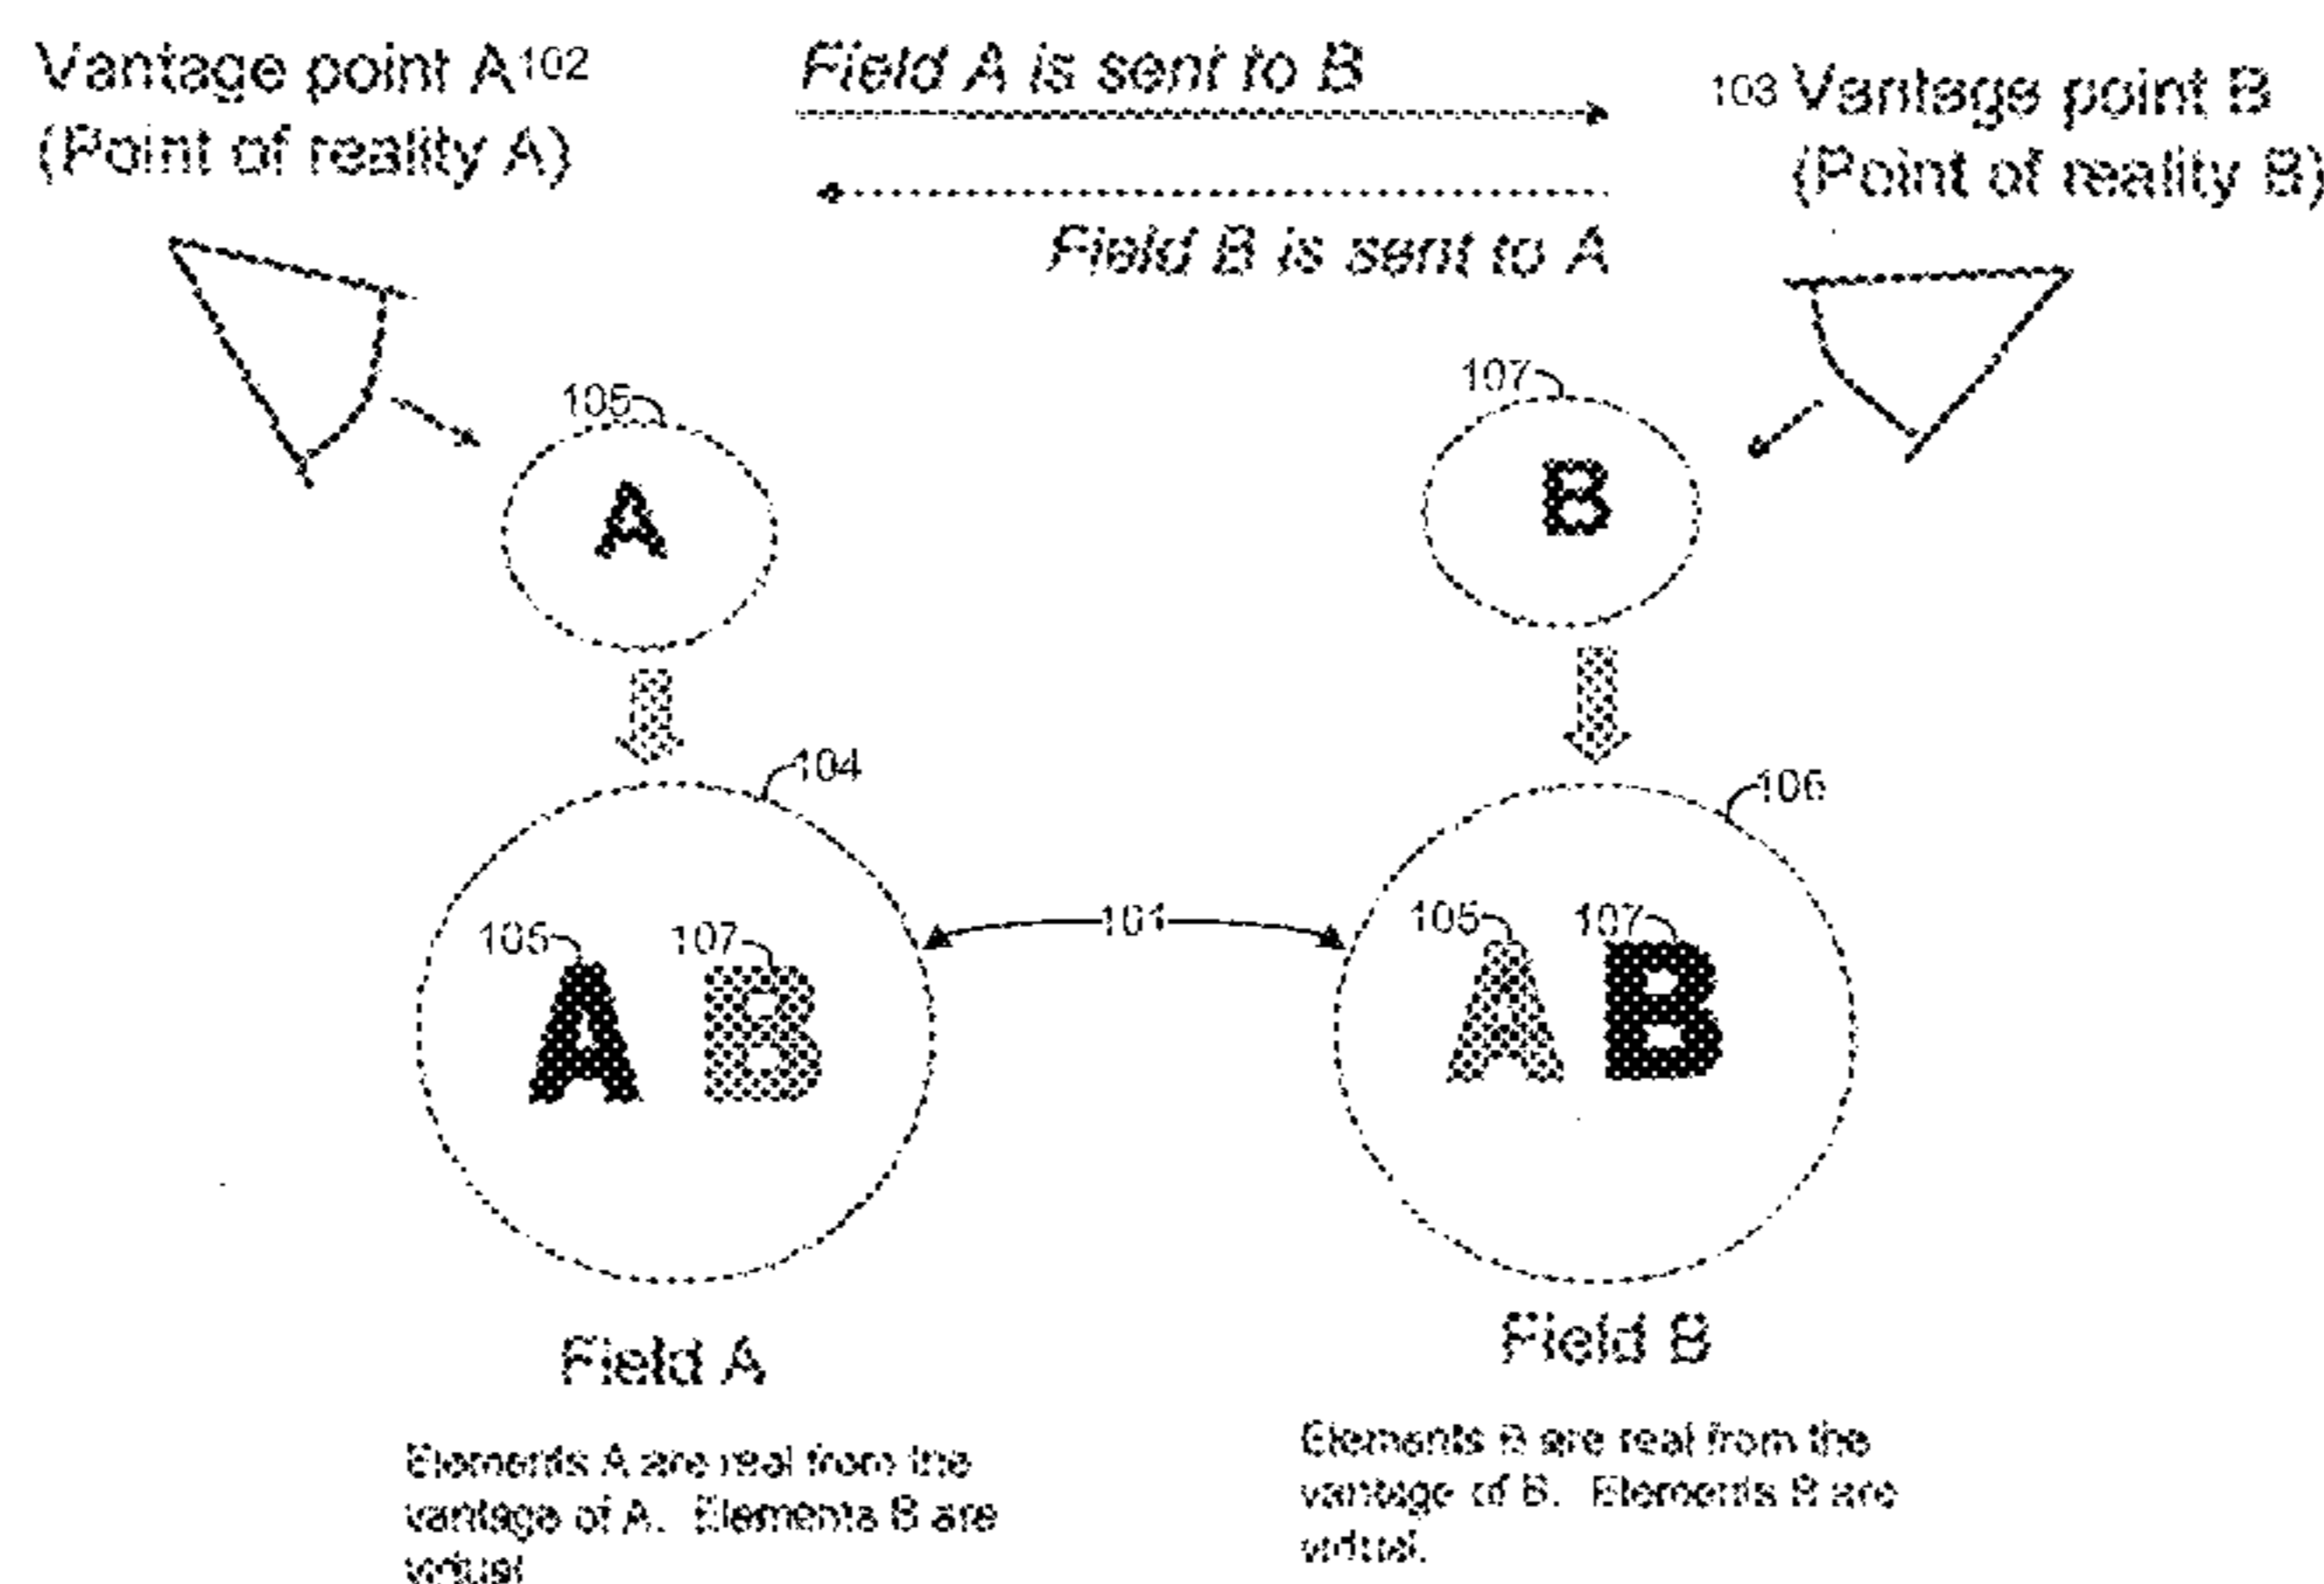 Vantage point A 102
(Point of reality A)
Field A is sent to B
Field B is sent to A
103 Vantage point B
(Point of reality B)
105
A
107
B
104
105 107
A B
101
106
105 107
A B
Field A
Elements A are real from the
vantage of A. Elements B are
virtual
Field B
Elements B are real from the
vantage of B. Elements B are
virtual.